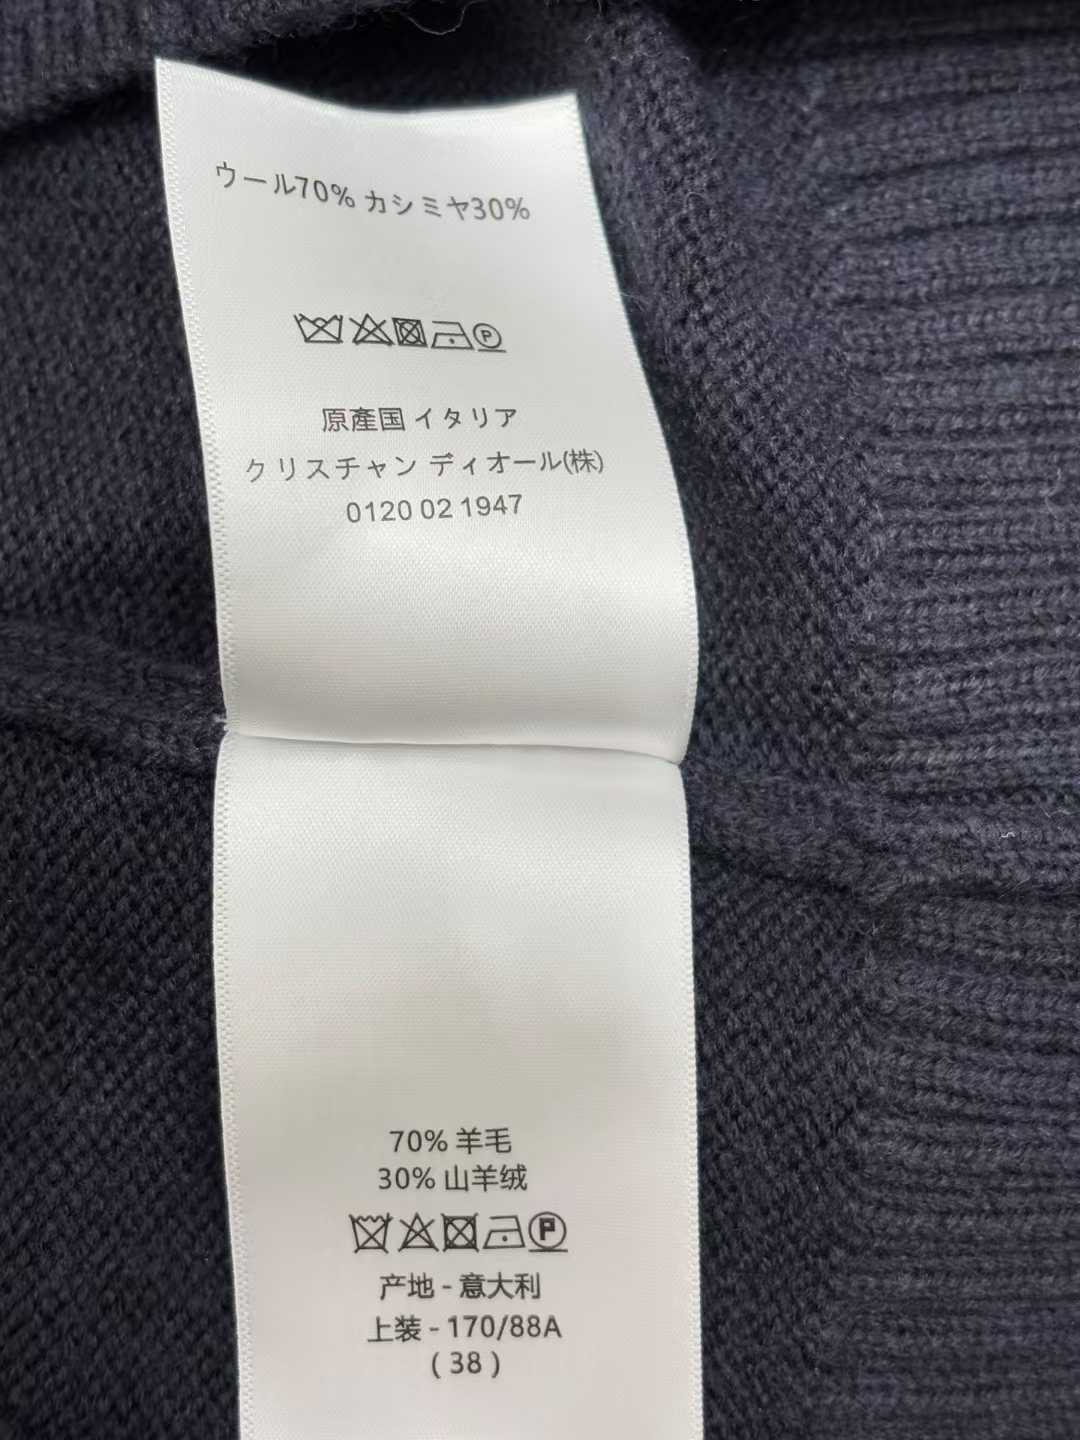 ウール70% カシミヤ30%
P
原產国 イタリア
クリスチャン ディオール(株)
0120 02 1947
70% 羊毛
30% 山羊绒
P
产地 - 意大利
上装 - 170/88A
( 38 )